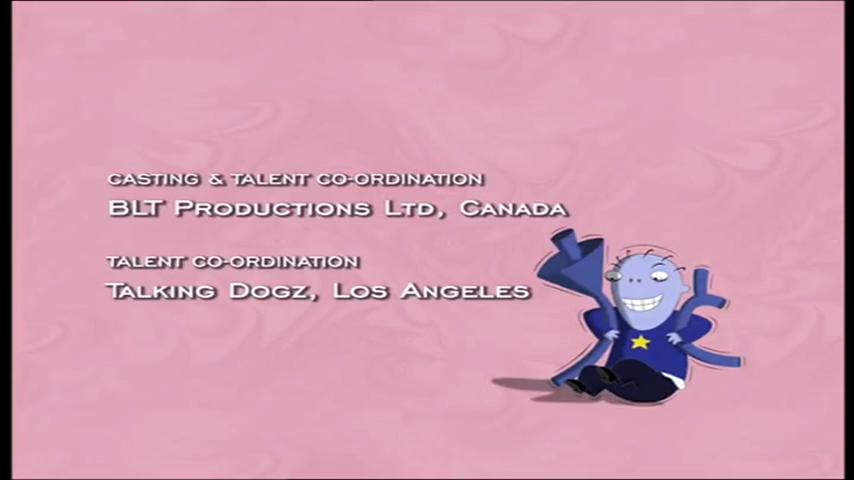 CASTING & TALENT CO-ORDINATION
BLT PRODUCTIONS LTD, CANADA
TALENT CO-ORDINATION
TALKING DOGZ, LOS ANGELES